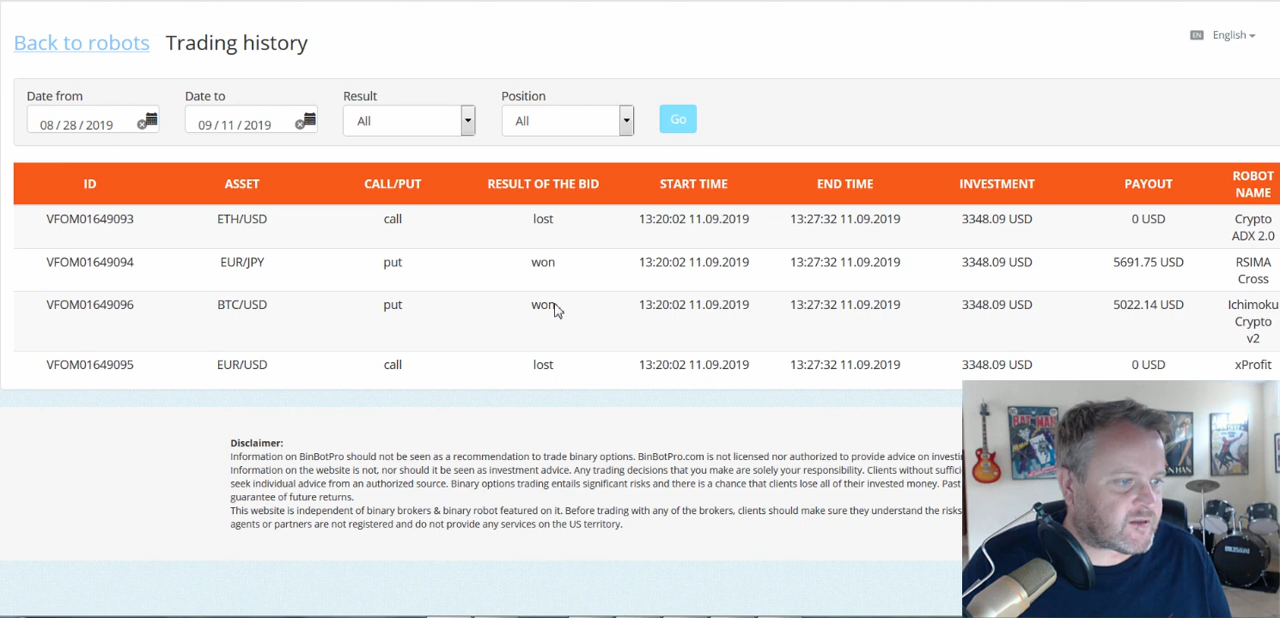 Back to robots Trading history
EN English
Date from Date to Result Position
08 / 28 / 2019 09 / 11 / 2019 All All Go
ID ASSET CALL/PUT RESULT OF THE BID START TIME END TIME INVESTMENT PAYOUT ROBOT NAME
VFOM01649093 ETH/USD call lost 13:20:02 11.09.2019 13:27:32 11.09.2019 3348.09 USD 0 USD Crypto
ADX 2.0
VFOM01649094 EUR/JPY put won 13:20:02 11.09.2019 13:27:32 11.09.2019 3348.09 USD 5691.75 USD RSIMA
Cross
VFOM01649096 BTC/USD put won 13:20:02 11.09.2019 13:27:32 11.09.2019 3348.09 USD 5022.14 USD Ichimoku
Crypto
v2
VFOM01649095 EUR/USD call lost 13:20:02 11.09.2019 13:27:32 11.09.2019 3348.09 USD 0 USD xProfit
Disclaimer:
Information on BinBotPro should not be seen as a recommendation to trade binary options. BinBotPro.com is not licensed nor authorized to provide advice on
Information on the website is not, nor should it be seen as investment advice. Any trading decisions that you make are solely your responsibility. Clients without
seek individual advice from an authorized source. Binary options trading entails significant risks and there is a chance that clients lose all of their invested money. Past
guarantee of future returns.
This website is independent of binary brokers & binary robot featured on it. Before trading with any of the brokers, clients should make sure they understand the risks
agents or partners are not registered and do not provide any services on the US territory.
BATMAN